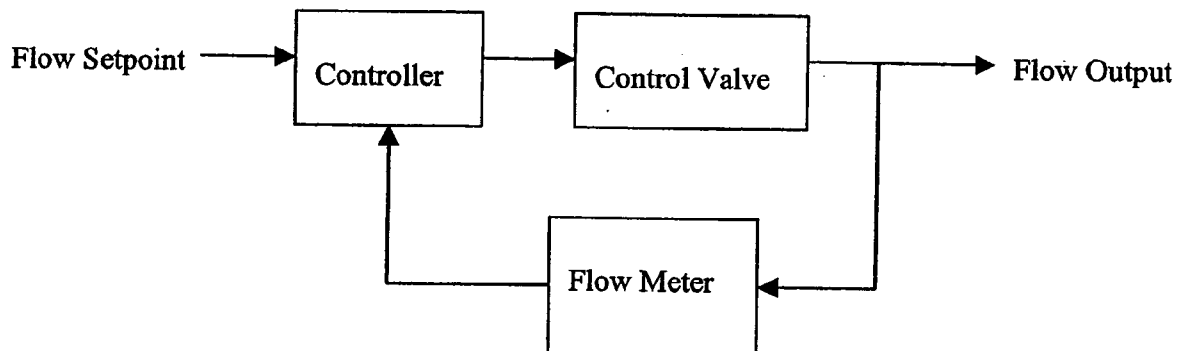 Flow Setpoint
Controller
Control Valve
Flow Output
Flow Meter